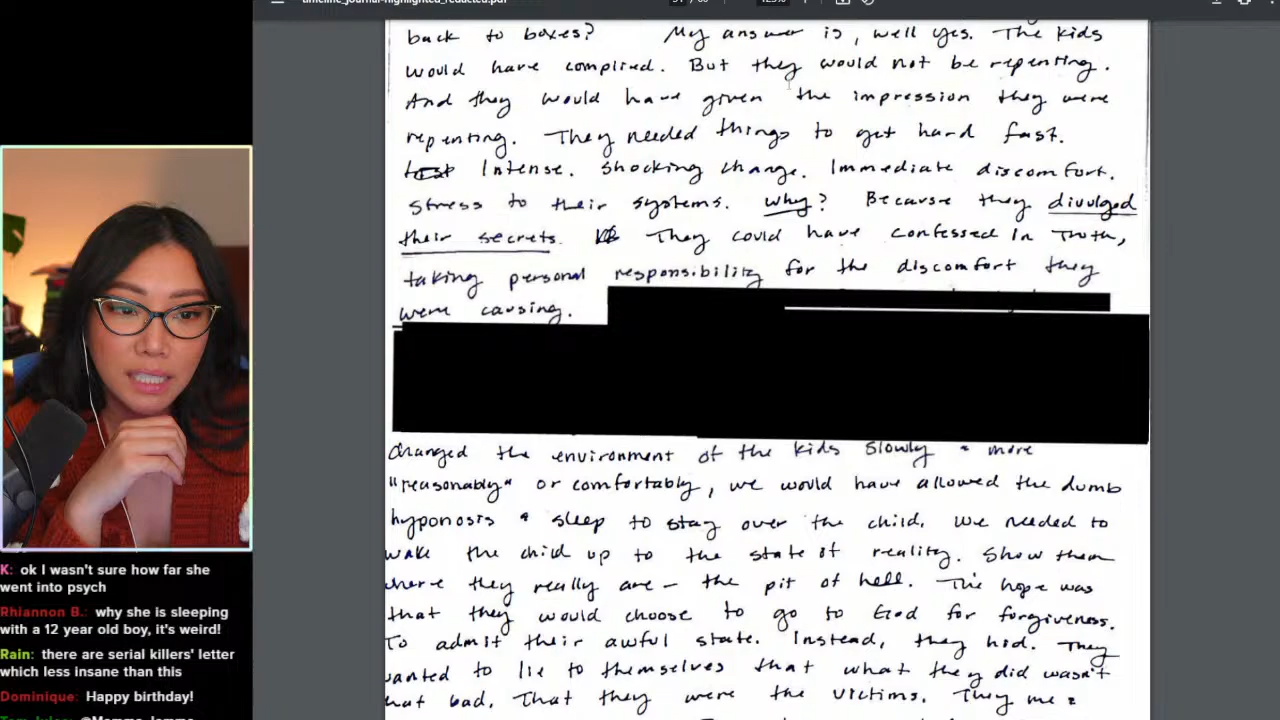 timeline_journal-highlighted_redacted.pdf
back to boxes? My answer is, well yes. The kids
would have complied. But they would not be repenting.
And they would have given the impression they were
repenting. They needed things to get hard fast.
Intense. Shocking change. Immediate discomfort.
Stress to their systems. Why? Because they divulged
their secrets. They could have confessed in Truth,
taking personal responsibility for the discomfort they
were causing.
changed the environment of the kids slowly & more
"reasonably" or comfortably, we would have allowed the dumb
hyponosis & sleep to stay over the child. We needed to
wake the child up to the state of reality. Show them
where they really are - the pit of hell. The hope was
that they would choose to go to God for forgiveness.
To admit their awful state. Instead, they hid. They
wanted to lie to themselves that what they did wasn't
that bad. That they were the victims. They me
K: ok I wasn't sure how far she
went into psych
Rhiannon B.: why she is sleeping
with a 12 year old boy, it's weird!
Rain: there are serial killers' letter
which less insane than this
Dominique: Happy birthday!